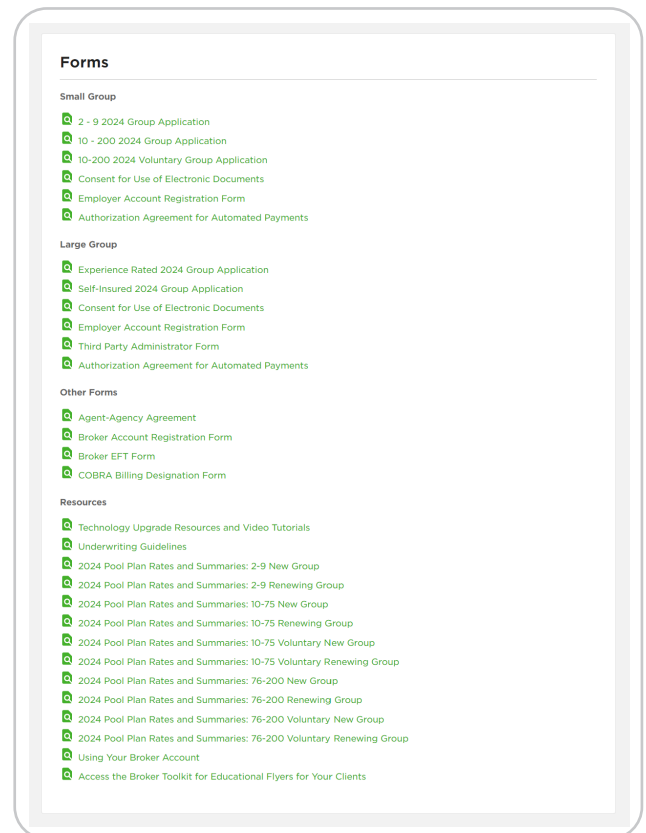 Forms
Small Group
2 - 9 2024 Group Application
10 - 200 2024 Group Application
10-200 2024 Voluntary Group Application
Consent for Use of Electronic Documents
Employer Account Registration Form
Authorization Agreement for Automated Payments
Large Group
Experience Rated 2024 Group Application
Self-Insured 2024 Group Application
Consent for Use of Electronic Documents
Employer Account Registration Form
Third Party Administrator Form
Authorization Agreement for Automated Payments
Other Forms
Agent-Agency Agreement
Broker Account Registration Form
Broker EFT Form
COBRA Billing Designation Form
Resources
Technology Upgrade Resources and Video Tutorials
Underwriting Guidelines
2024 Pool Plan Rates and Summaries: 2-9 New Group
2024 Pool Plan Rates and Summaries: 2-9 Renewing Group
2024 Pool Plan Rates and Summaries: 10-75 New Group
2024 Pool Plan Rates and Summaries: 10-75 Renewing Group
2024 Pool Plan Rates and Summaries: 10-75 Voluntary New Group
2024 Pool Plan Rates and Summaries: 10-75 Voluntary Renewing Group
2024 Pool Plan Rates and Summaries: 76-200 New Group
2024 Pool Plan Rates and Summaries: 76-200 Renewing Group
2024 Pool Plan Rates and Summaries: 76-200 Voluntary New Group
2024 Pool Plan Rates and Summaries: 76-200 Voluntary Renewing Group
Using Your Broker Account
Access the Broker Toolkit for Educational Flyers for Your Clients